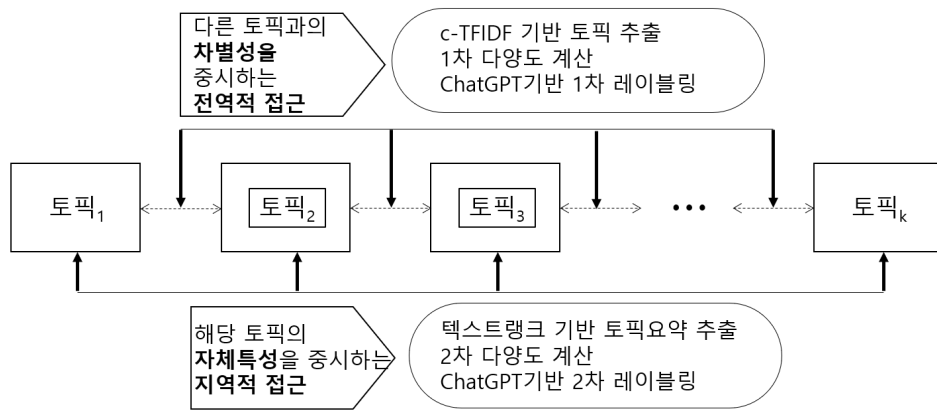 다른 토픽과의
차별성을
중시하는
전역적 접근
c-TFIDF 기반 토픽 추출
1차 다양도 계산
ChatGPT기반 1차 레이블링
토픽1
토픽2
토픽3
•••
토픽k
해당 토픽의
자체특성을 중시하는
지역적 접근
텍스트랭크 기반 토픽요약 추출
2차 다양도 계산
ChatGPT기반 2차 레이블링